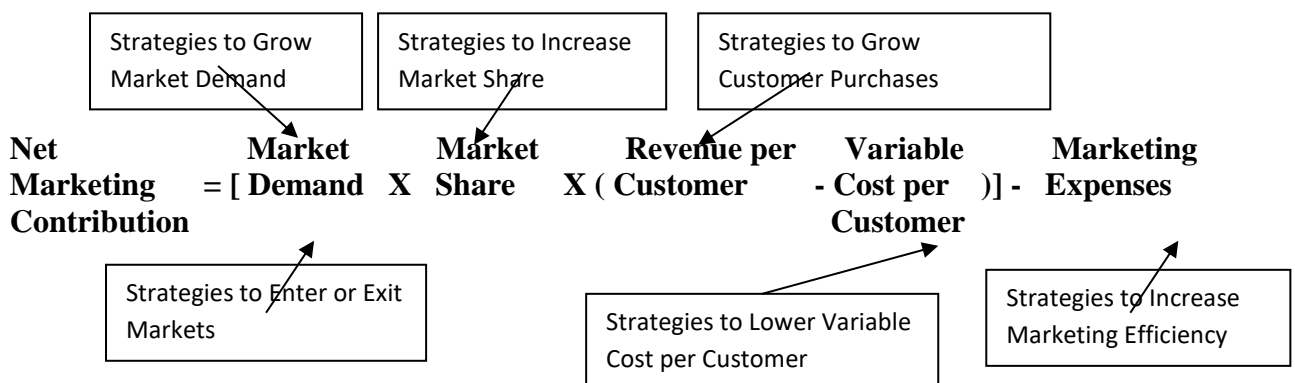 Strategies to Grow
Market Demand
Strategies to Increase
Market Share
Strategies to Grow
Customer Purchases
Net Market Market Revenue per Variable Marketing
Marketing = [ Demand X Share X ( Customer - Cost per )] - Expenses
Contribution Customer
Strategies to Enter or Exit
Markets
Strategies to Lower Variable
Cost per Customer
Strategies to Increase
Marketing Efficiency